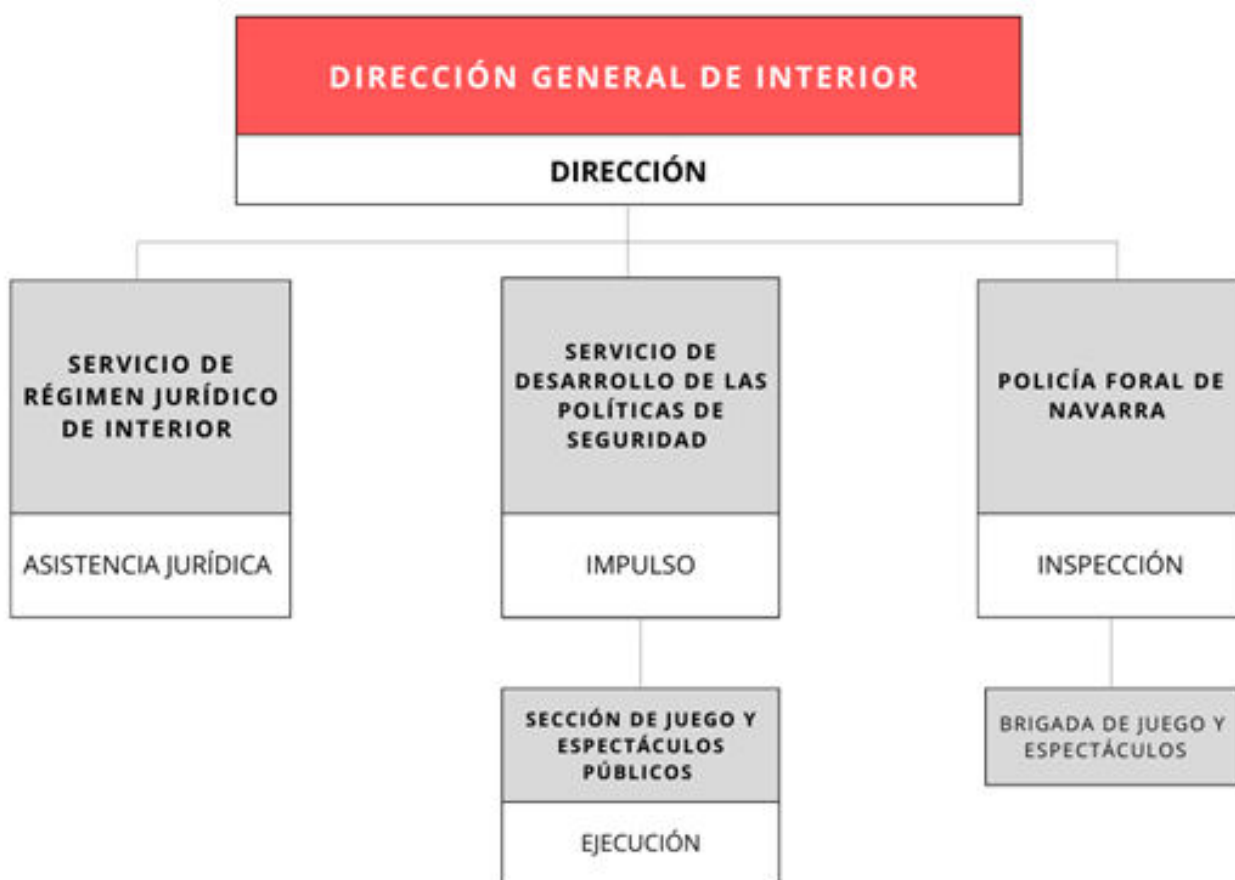 DIRECCIÓN GENERAL DE INTERIOR
DIRECCIÓN
SERVICIO DE
RÉGIMEN JURÍDICO
DE INTERIOR
ASISTENCIA JURÍDICA
SERVICIO DE
DESARROLLO DE LAS
POLÍTICAS DE
SEGURIDAD
IMPULSO
POLICÍA FORAL DE
NAVARRA
INSPECCIÓN
SECCIÓN DE JUEGO Y
ESPECTÁCULOS
PÚBLICOS
EJECUCIÓN
BRIGADA DE JUEGO Y
ESPECTÁCULOS